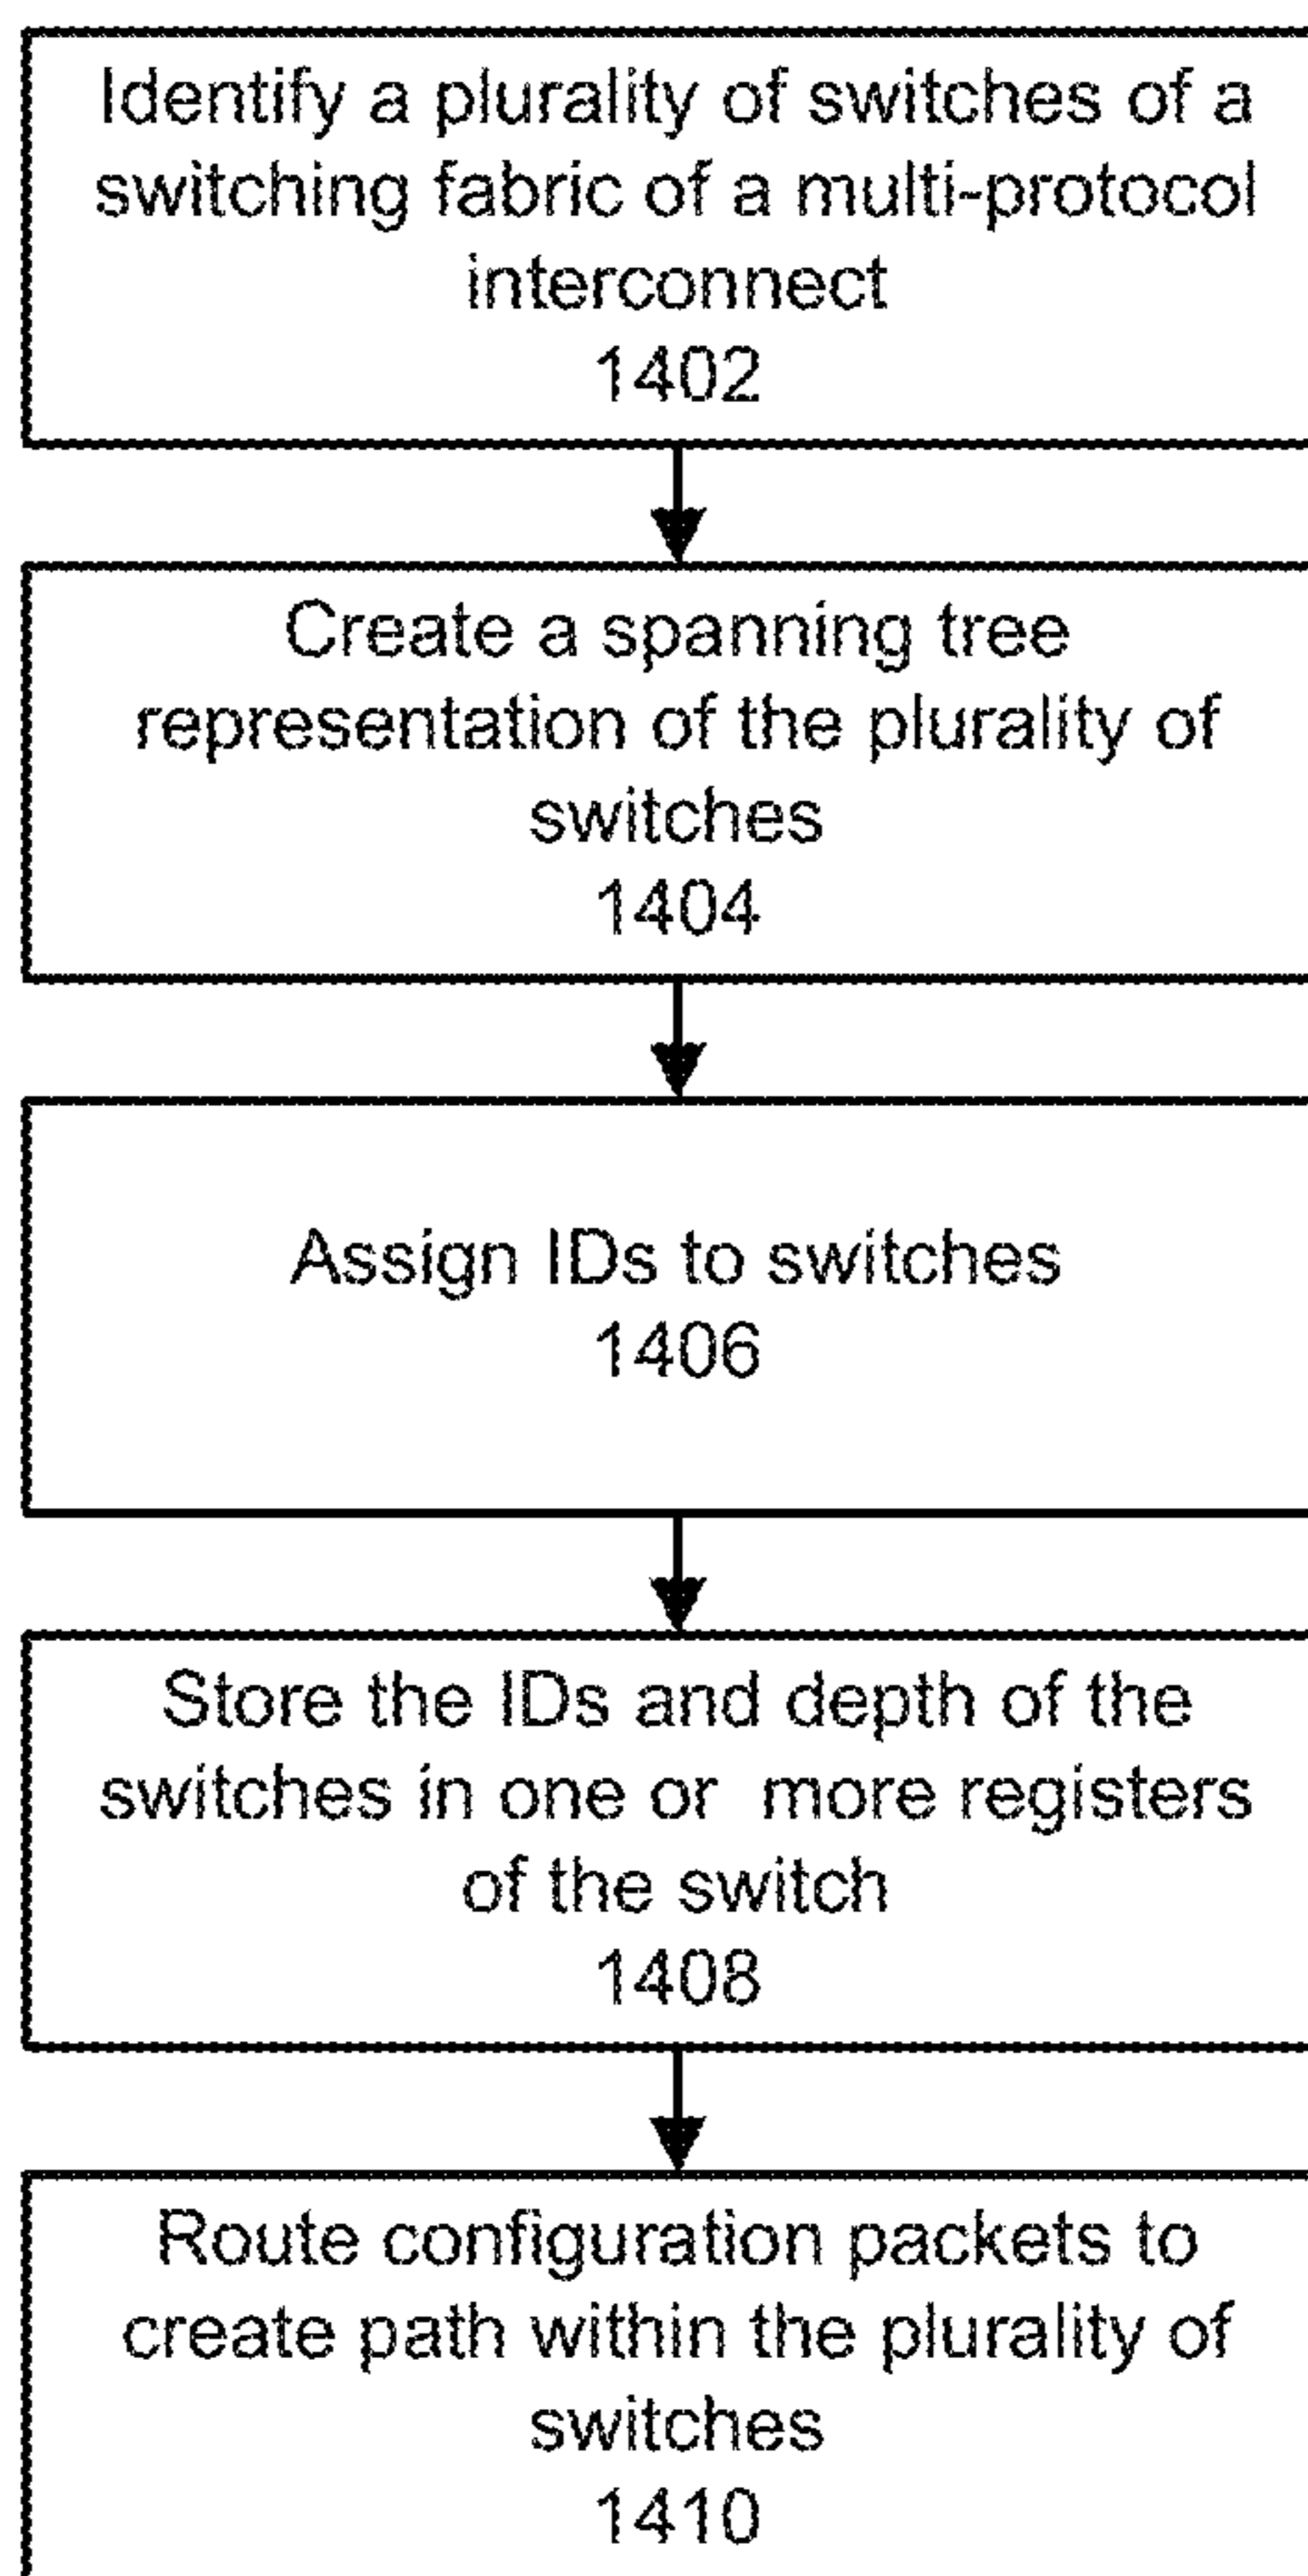 Identify a plurality of switches of a
switching fabric of a multi-protocol
interconnect
1402
Create a spanning tree
representation of the plurality of
switches
1404
Assign IDs to switches
1406
Store the IDs and depth of the
switches in one or more registers
of the switch
1408
Route configuration packets to
create path within the plurality of
switches
1410